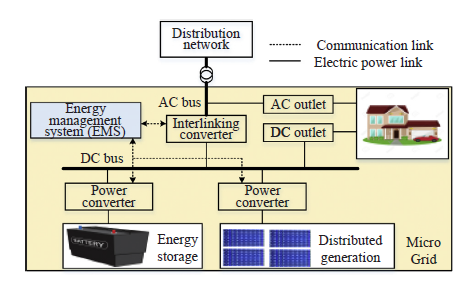 Distribution
network
Communication link
Electric power link
AC bus
AC outlet
Energy
management
system (EMS)
Interlinking
converter
DC outlet
DC bus
Power
converter
Power
converter
BATTERY
Energy
storage
Distributed
generation
Micro
Grid